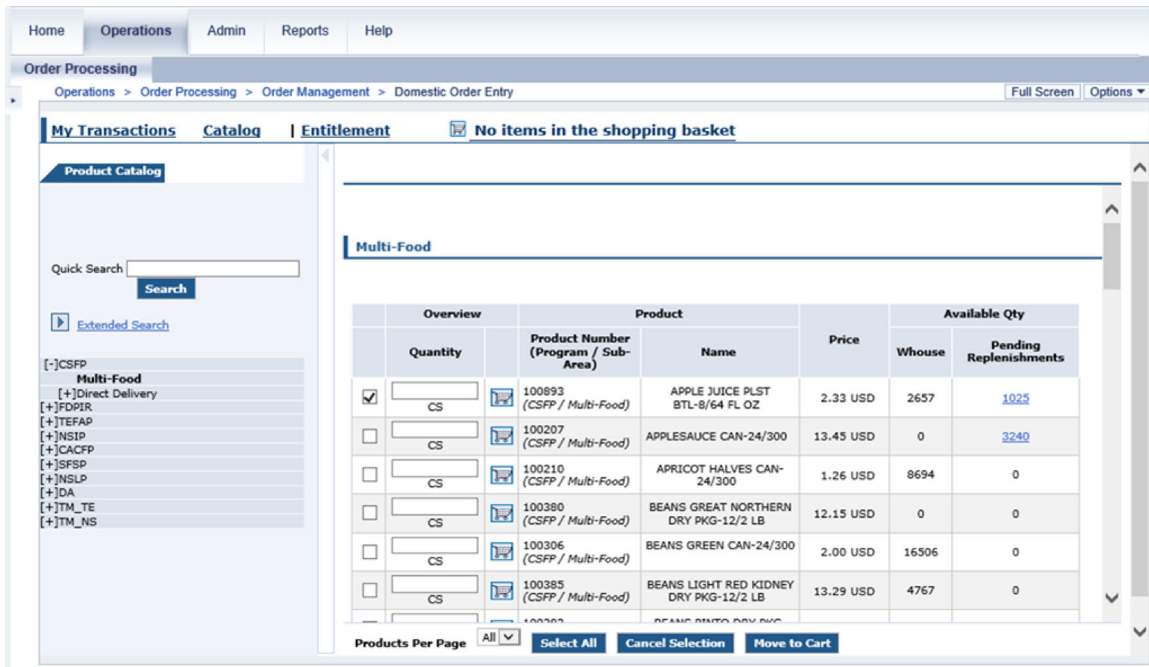 Home Operations Admin Reports Help
Order Processing
Operations > Order Processing > Order Management > Domestic Order Entry Full Screen Options
My Transactions Catalog | Entitlement No items in the shopping basket
Product Catalog
Quick Search
Search
Extended Search
[-]CSFP
Multi-Food
[+]Direct Delivery
[+]FDPIR
[+]TEFAP
[+]NSIP
[+]CACFP
[+]SFSP
[+]NSLP
[+]DA
[+]TM_TE
[+]TM_NS
Multi-Food
Overview Product Price Available Qty
Quantity Product Number (Program / Sub-Area) Name Whouse Pending Replenishments
100893 APPLE JUICE PLST
CS (CSFP / Multi-Food) BTL-8/64 FL OZ 2.33 USD 2657 1025
100207
CS (CSFP / Multi-Food) APPLESAUCE CAN-24/300 13.45 USD 0 3240
100210 APRICOT HALVES CAN-
CS (CSFP / Multi-Food) 24/300 1.26 USD 8694 0
100380 BEANS GREAT NORTHERN
CS (CSFP / Multi-Food) DRY PKG-12/2 LB 12.15 USD 0 0
100306 BEANS GREEN CAN-24/300
CS (CSFP / Multi-Food) 2.00 USD 16506 0
100385 BEANS LIGHT RED KIDNEY
CS (CSFP / Multi-Food) DRY PKG-12/2 LB 13.29 USD 4767 0
Products Per Page All Select All Cancel Selection Move to Cart